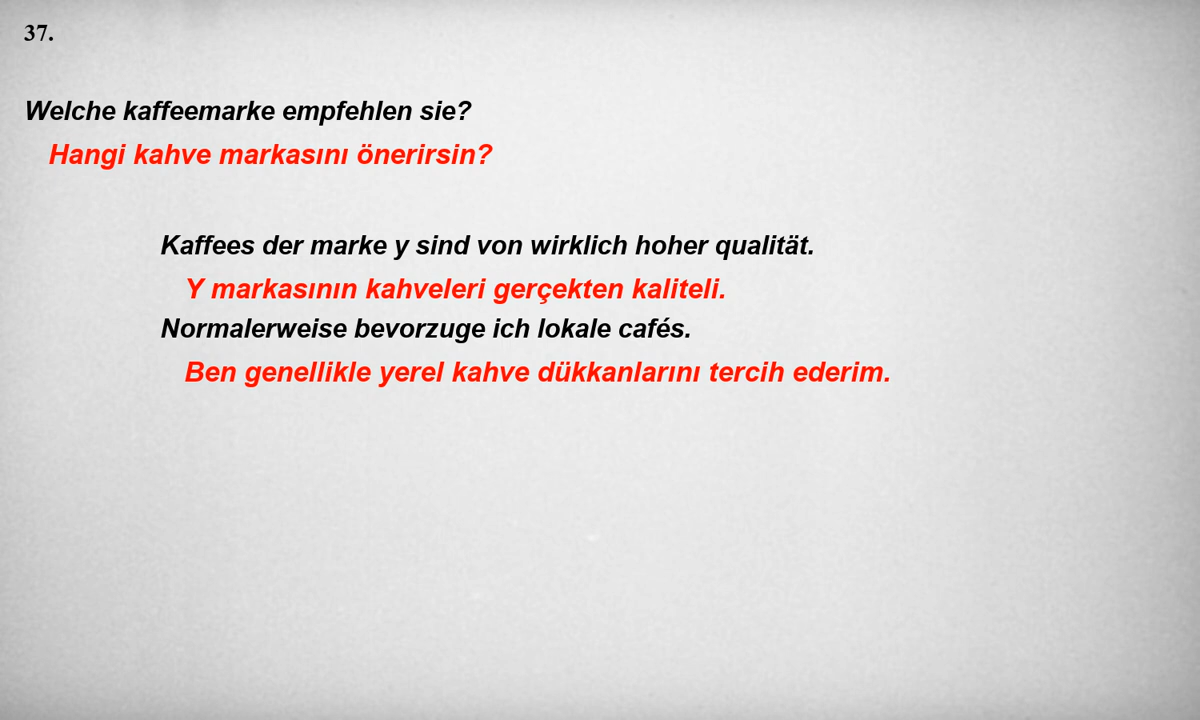 37.
Welche kaffeemarke empfehlen sie?
Hangi kahve markasını önerirsin?
Kaffees der marke y sind von wirklich hoher qualität.
Y markasının kahveleri gerçekten kaliteli.
Normalerweise bevorzuge ich lokale cafés.
Ben genellikle yerel kahve dükkanlarını tercih ederim.